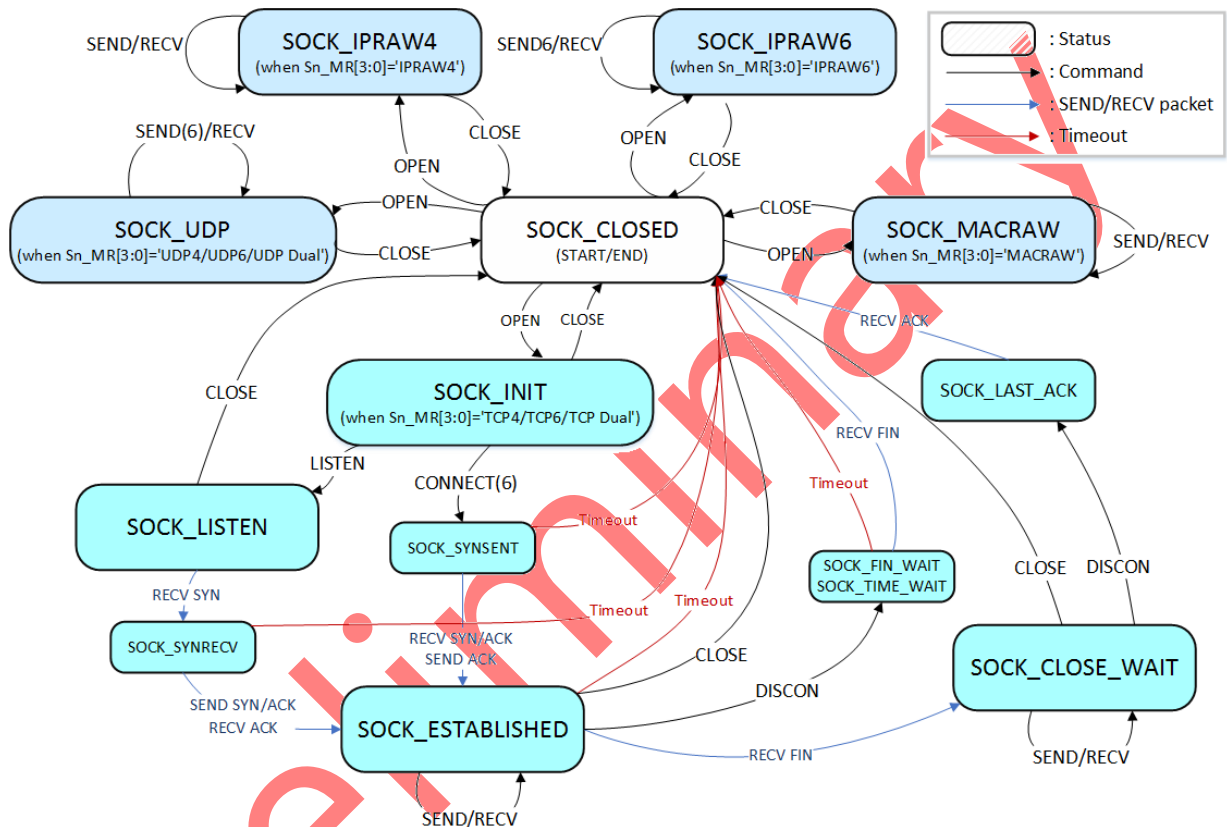 SEND/RECV
SOCK_IPRAW4
(when Sn_MR[3:0]='IPRAW4')
SEND6/RECV
SOCK_IPRAW6
(when Sn_MR[3:0]='IPRAW6')
: Status
: Command
: SEND/RECV packet
: Timeout
SEND(6)/RECV
CLOSE
OPEN
OPEN
CLOSE
SOCK_UDP
(when Sn_MR[3:0]='UDP4/UDP6/UDP Dual')
OPEN
CLOSE
SOCK_CLOSED
(START/END)
CLOSE
OPEN
SOCK_MACRAW
(when Sn_MR[3:0]='MACRAW')
SEND/RECV
OPEN
CLOSE
RECV ACK
CLOSE
SOCK_INIT
(when Sn_MR[3:0]='TCP4/TCP6/TCP Dual')
SOCK_LAST_ACK
RECV FIN
LISTEN
CONNECT(6)
Timeout
SOCK_LISTEN
Timeout
SOCK_SYNSENT
SOCK_FIN_WAIT
SOCK_TIME_WAIT
CLOSE
DISCON
RECV SYN
Timeout
Timeout
SOCK_SYNRECV
RECV SYN/ACK
SEND ACK
CLOSE
SOCK_CLOSE_WAIT
SEND SYN/ACK
RECV ACK
DISCON
SOCK_ESTABLISHED
RECV FIN
SEND/RECV
SEND/RECV